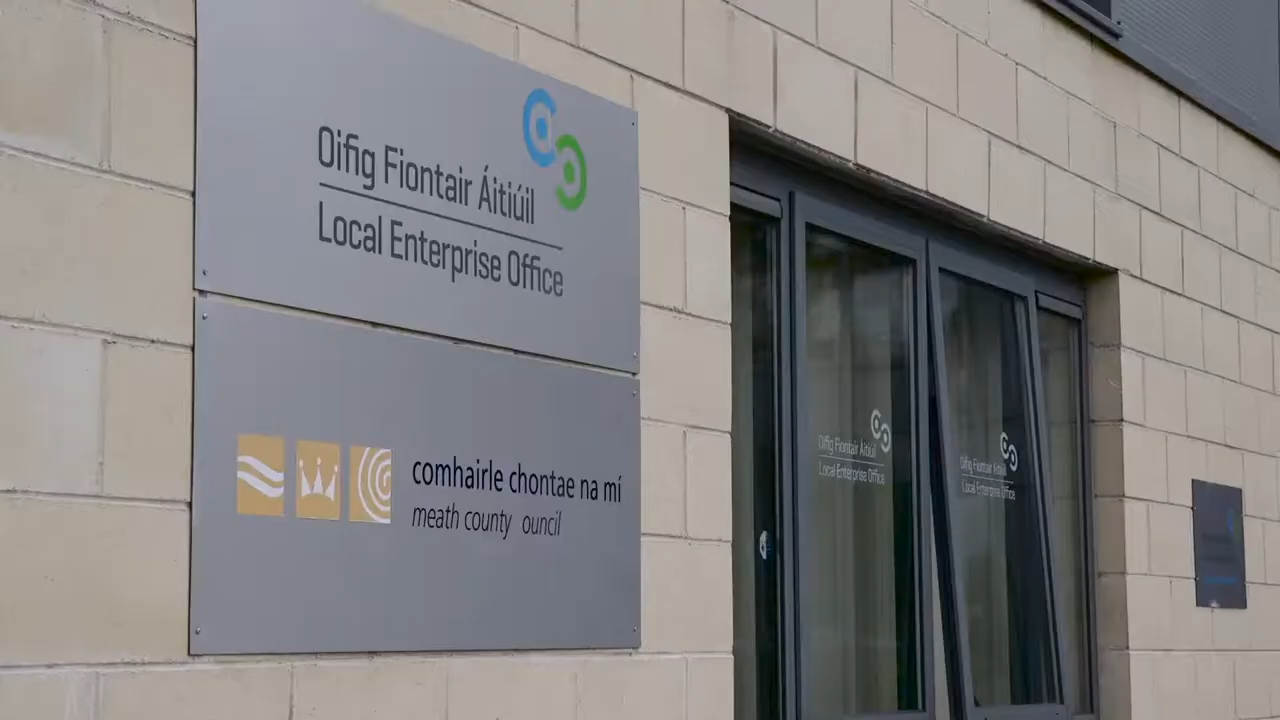 Oifig Fiontair Áitiúil
Local Enterprise Office
comhairle chontae na mí
meath county ouncil
Oifig Fiontair Áitiúil
Local Enterprise Office
Oifig Fiontair Áitiúil
Local Enterprise Office